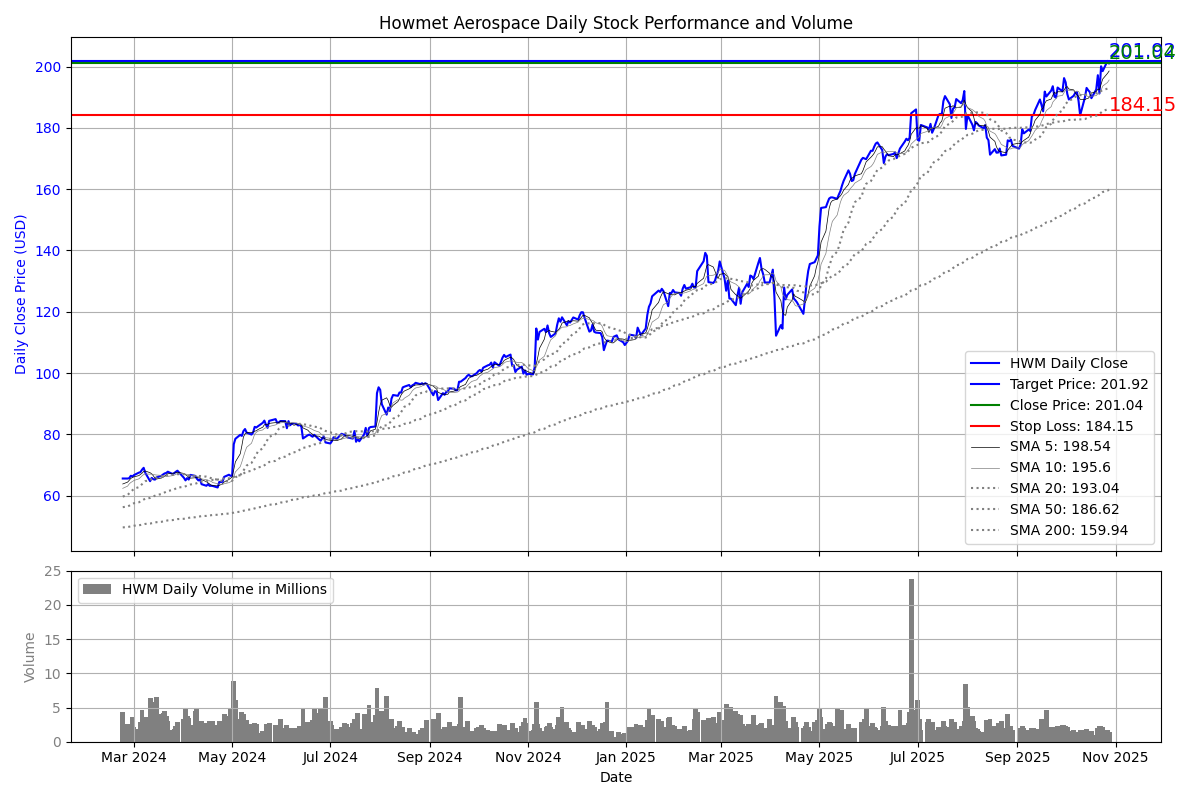 Howmet Aerospace Daily Stock Performance and Volume
Daily Close Price (USD)
200
180
160
140
120
100
80
60
201.92
201.04
184.15
HWM Daily Close
Target Price: 201.92
Close Price: 201.04
Stop Loss: 184.15
SMA 5: 198.54
SMA 10: 195.6
SMA 20: 193.04
SMA 50: 186.62
SMA 200: 159.94
Volume
25
20
15
10
5
0
HWM Daily Volume in Millions
Mar 2024 May 2024 Jul 2024 Sep 2024 Nov 2024 Jan 2025 Mar 2025 May 2025 Jul 2025 Sep 2025 Nov 2025
Date